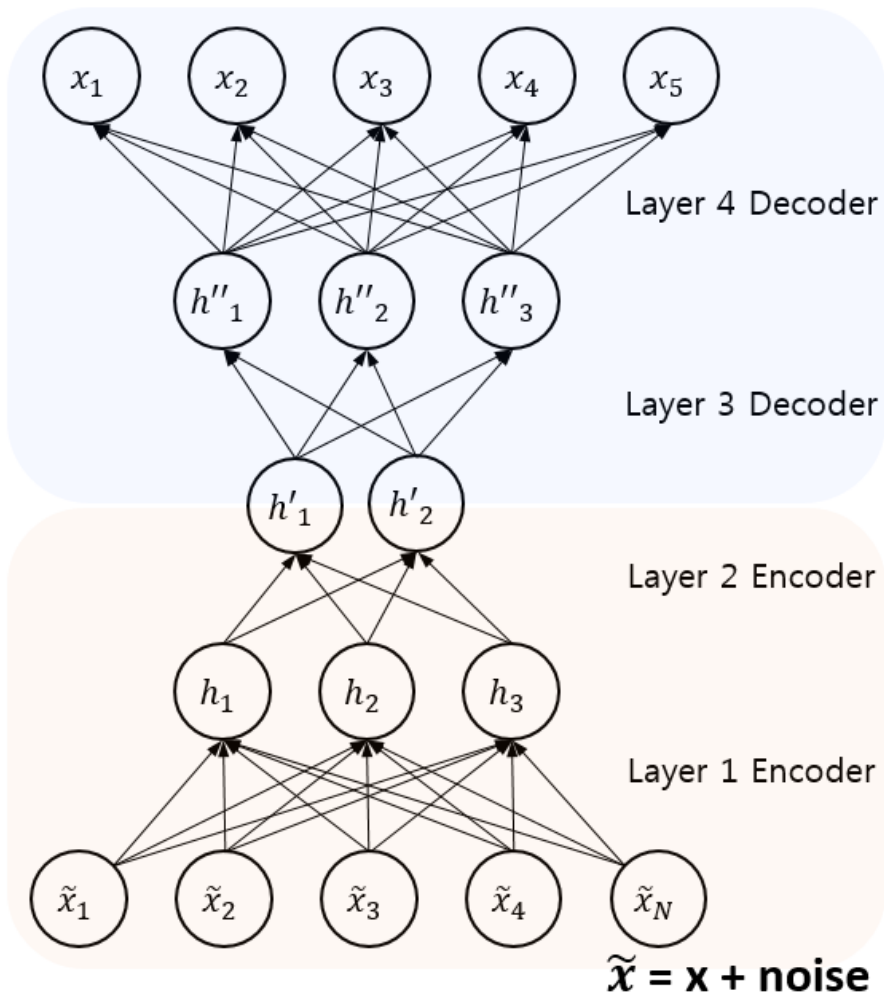 x₁ x₂ x₃ x₄ x₅
Layer 4 Decoder
h″₁ h″₂ h″₃
Layer 3 Decoder
h′₁ h′₂
Layer 2 Encoder
h₁ h₂ h₃
Layer 1 Encoder
x̃₁ x̃₂ x̃₃ x̃₄ x̃_N
x̃ = x + noise